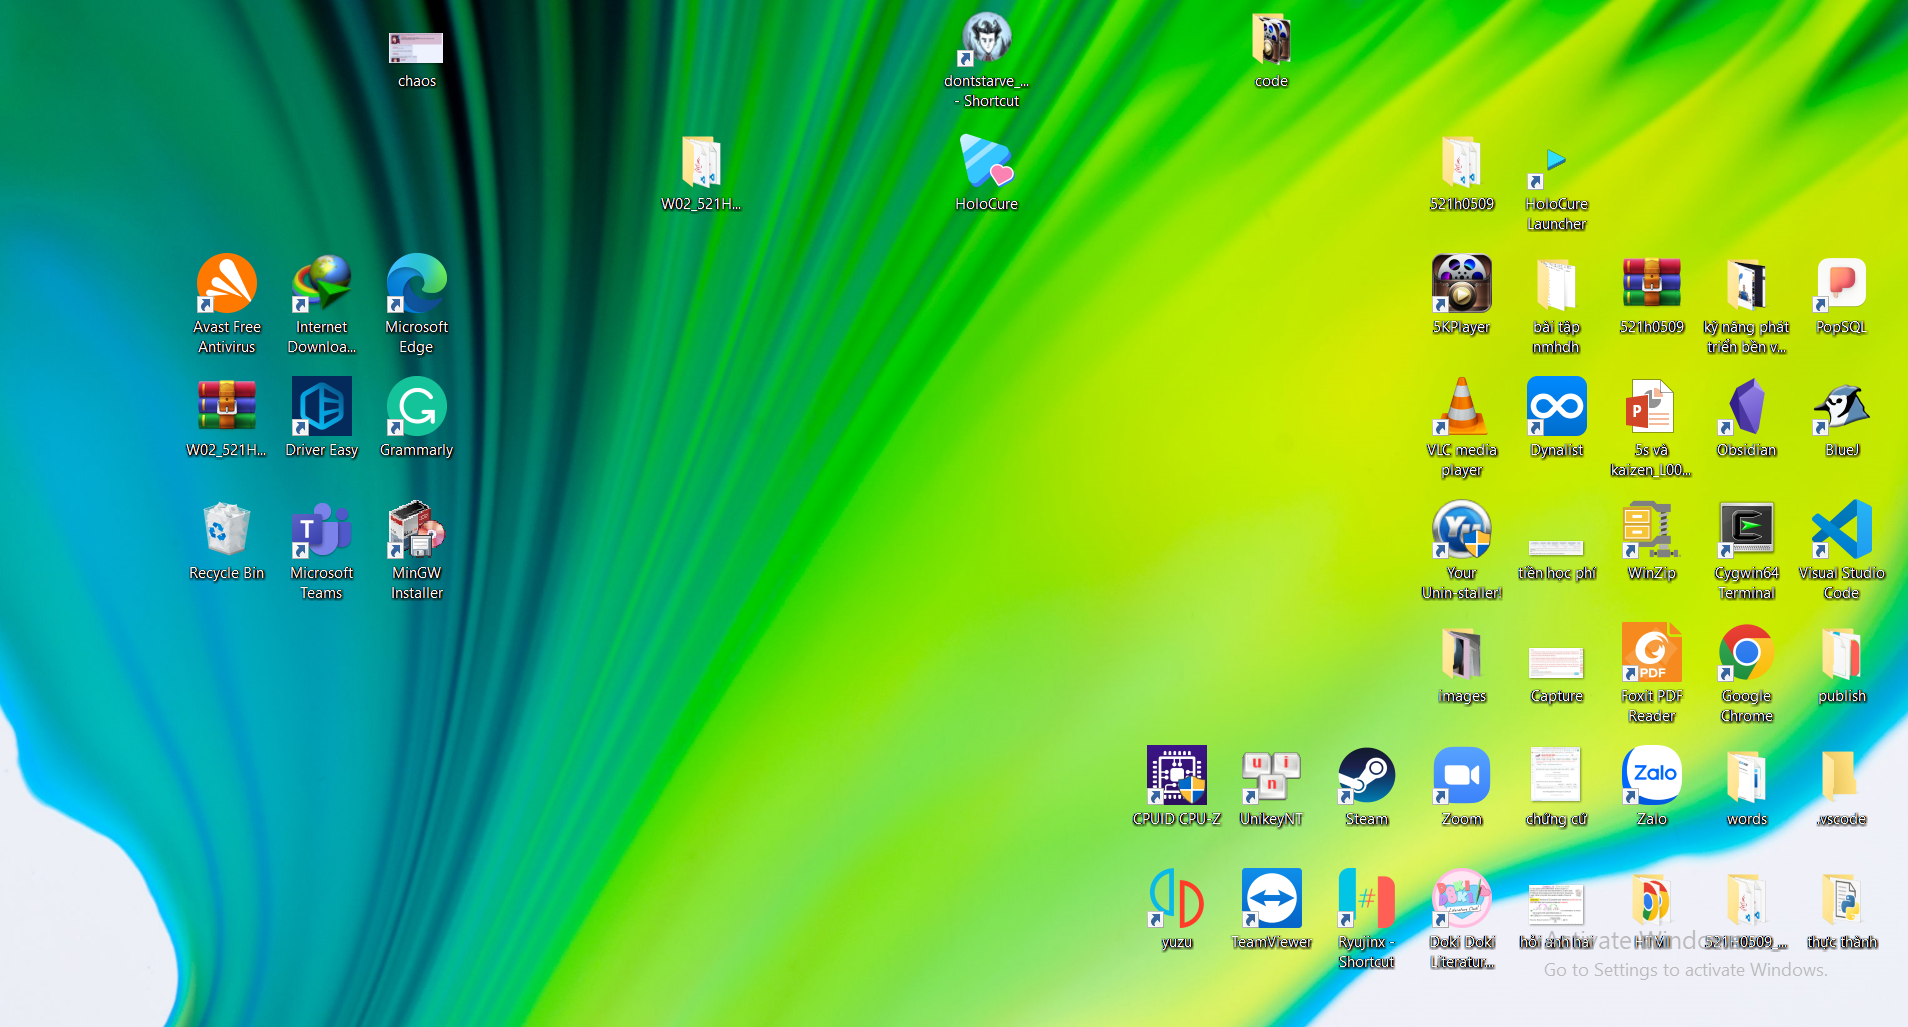 chaos
dontstarve_...
- Shortcut
code
W02_521H...
HoloCure
521h0509
HoloCure
Launcher
Avast Free
Antivirus
Internet
Downloa...
Microsoft
Edge
5KPlayer
bài tập
nmhdh
521h0509
kỹ năng phát
triển bền v...
PopSQL
W02_521H...
Driver Easy
Grammarly
VLC media
player
Dynalist
5s và
kaizen_L00...
Obsidian
BlueJ
Recycle Bin
Microsoft
Teams
MinGW
Installer
Your
Unin-staller!
tiền học phí
WinZip
Cygwin64
Terminal
Visual Studio
Code
images
Capture
PDF
Foxit PDF
Reader
Google
Chrome
publish
CPUID CPU-Z
u i n
UnikeyNT
Steam
Zoom
chứng cứ
Zalo
Zalo
words
.vscode
yuzu
TeamViewer
Ryujinx -
Shortcut
Doki Doki
Literatur...
hỏi anh hai
521H0509_...
thực thành
Activate Windows
Go to Settings to activate Windows.